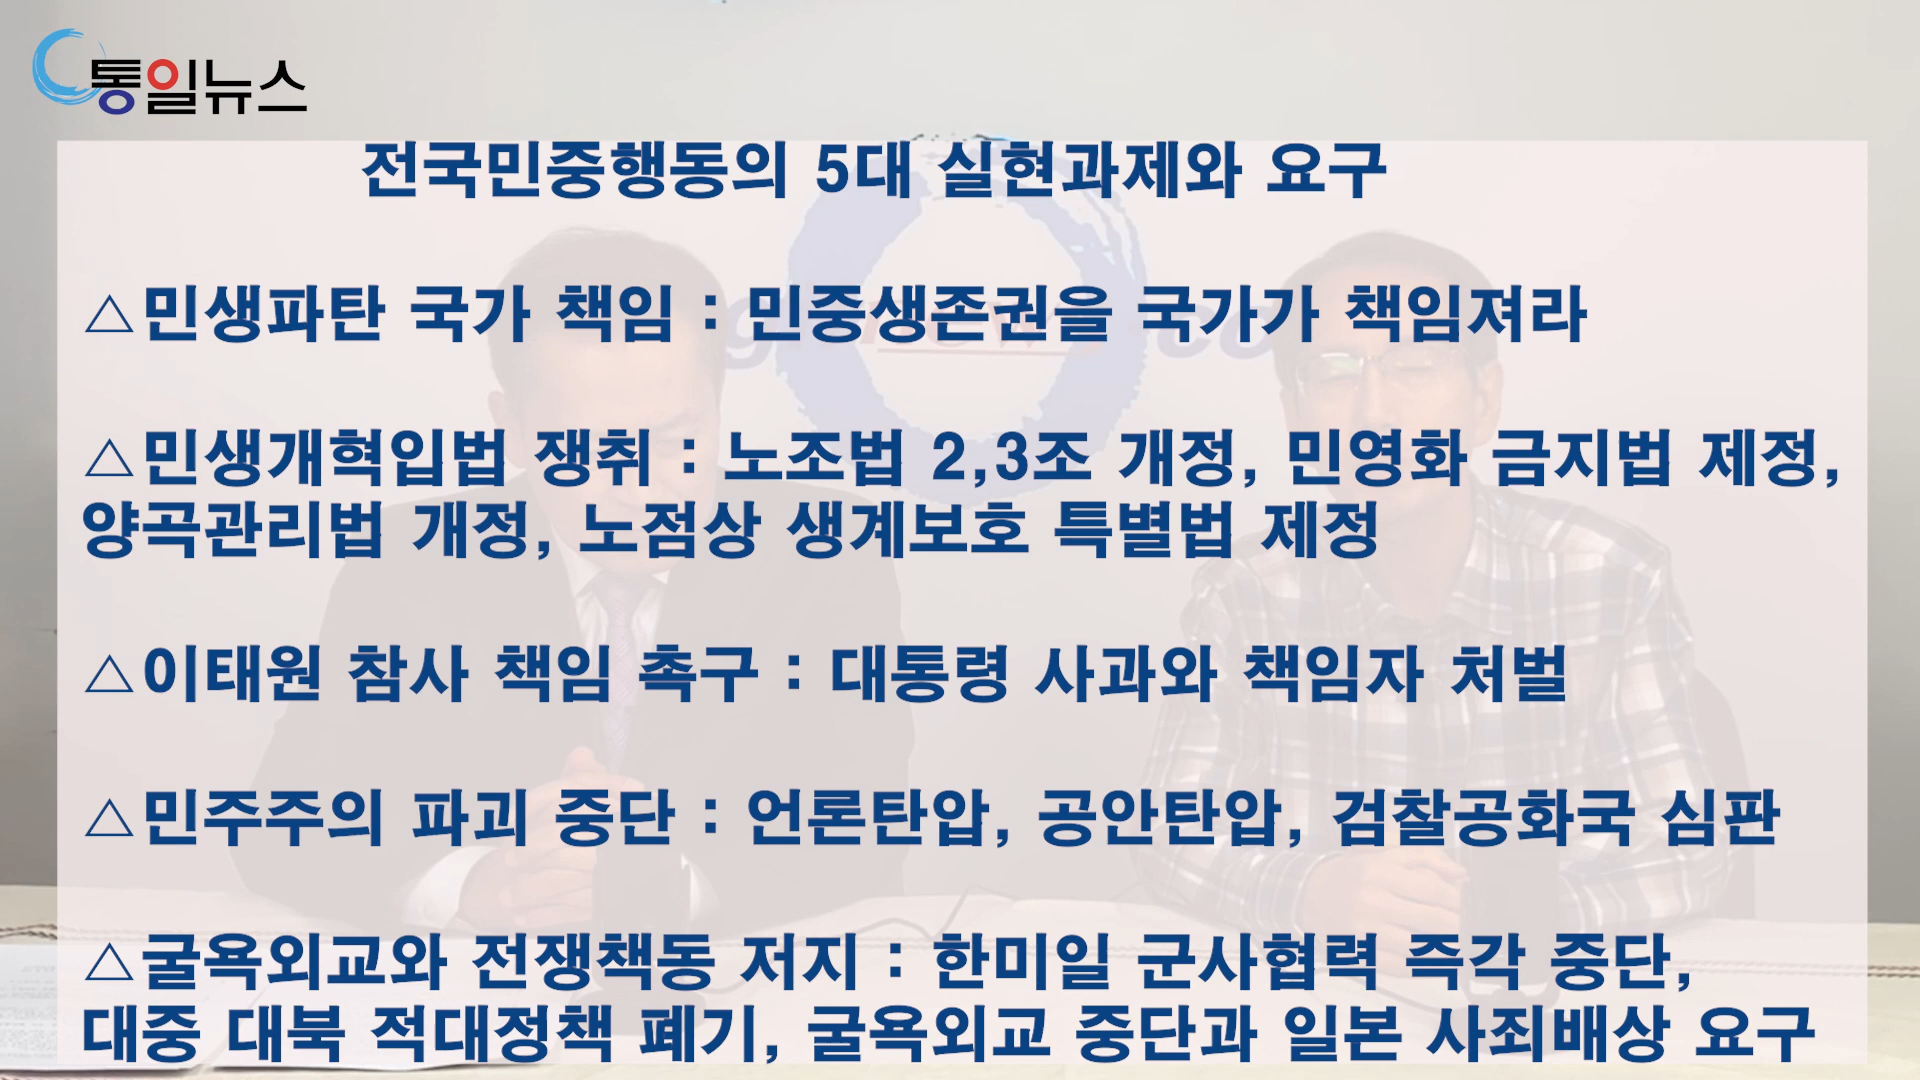 통일뉴스
전국민중행동의 5대 실현과제와 요구
△민생파탄 국가 책임 : 민중생존권을 국가가 책임져라
△민생개혁입법 쟁취 : 노조법 2,3조 개정, 민영화 금지법 제정,
양곡관리법 개정, 노점상 생계보호 특별법 제정
△이태원 참사 책임 촉구 : 대통령 사과와 책임자 처벌
△민주주의 파괴 중단 : 언론탄압, 공안탄압, 검찰공화국 심판
△굴욕외교와 전쟁책동 저지 : 한미일 군사협력 즉각 중단,
대중 대북 적대정책 폐기, 굴욕외교 중단과 일본 사죄배상 요구